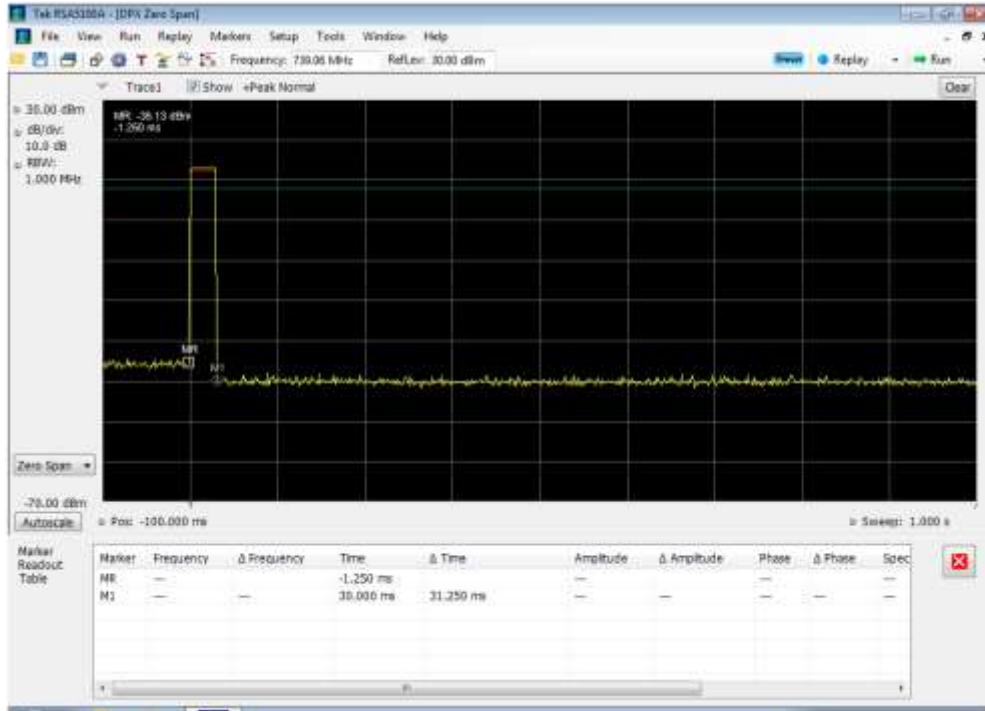 Tek RSA5100A - [DPX Zero Span]
File View Run Replay Markers Setup Tools Window Help
Frequency: 739.06 MHz RefLev: 30.00 dBm Preset Replay Run
Trace1 Show +Peak Normal Clear
30.00 dBm
dB/div:
10.0 dB
RBW:
1.000 MHz
MR: -36.13 dBm
-1.250 ms
MR
M1
Zero Span
-70.00 dBm
Autoscale Pos: -100.000 ms Sweep: 1.000 s
Marker Readout Table
Marker Frequency Δ Frequency Time Δ Time Amplitude Δ Amplitude Phase Δ Phase Spec
MR --- -1.250 ms --- --- ---
M1 --- --- 30.000 ms 31.250 ms --- --- --- --- ---